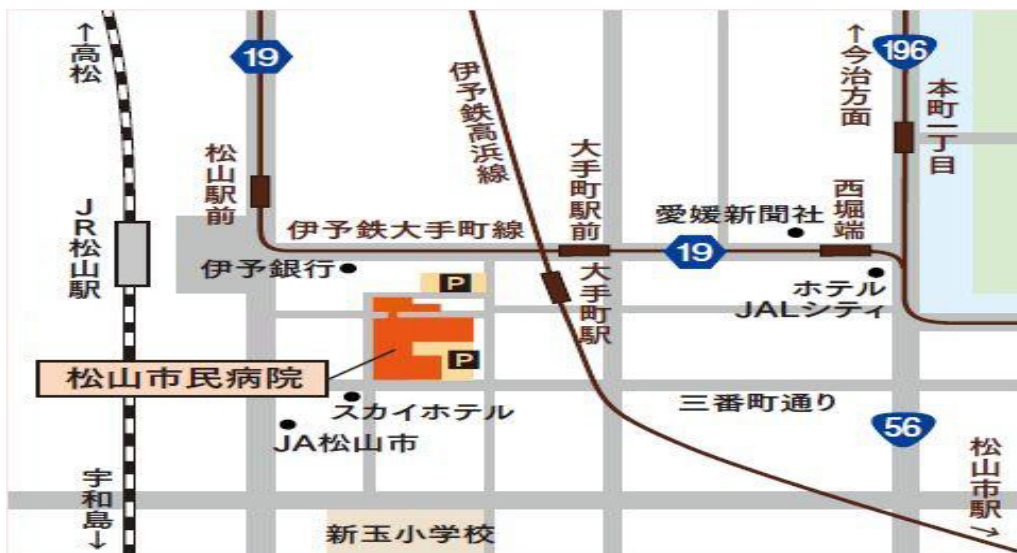 ↑高松
19
伊予鉄高浜線
↑今治方面
196
本町一丁目
松山駅前
大手町駅前
愛媛新聞社
西堀端
JR松山駅
伊予鉄大手町線
19
伊予銀行
P
大手町駅
ホテル
JALシティ
P
松山市民病院
スカイホテル
三番町通り
JA松山市
56
松山市駅→
宇和島↓
新玉小学校